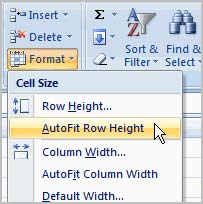 Insert
Delete
Format
Σ
A
Z
Sort &
Filter
Find &
Select
Cell Size
Row Height...
AutoFit Row Height
Column Width...
AutoFit Column Width
Default Width...